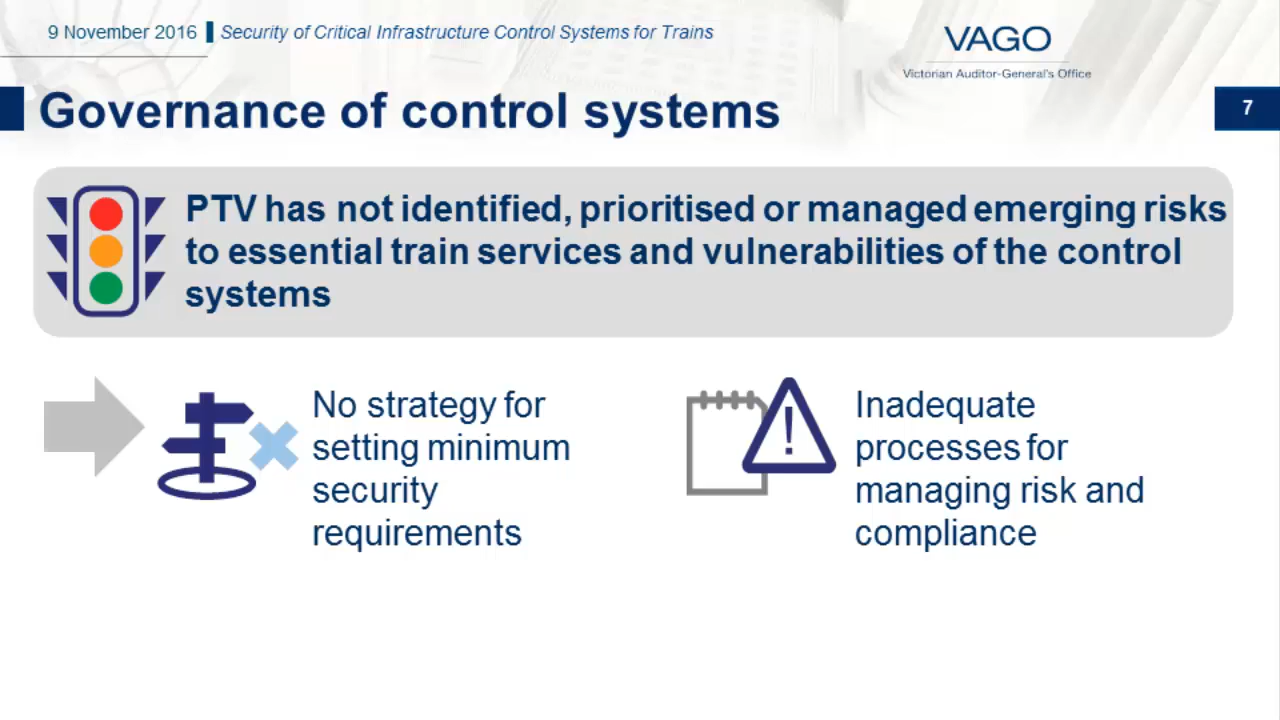 9 November 2016 Security of Critical Infrastructure Control Systems for Trains
VAGO
Victorian Auditor-General's Office
Governance of control systems
7
PTV has not identified, prioritised or managed emerging risks
to essential train services and vulnerabilities of the control
systems
No strategy for
setting minimum
security
requirements
Inadequate
processes for
managing risk and
compliance